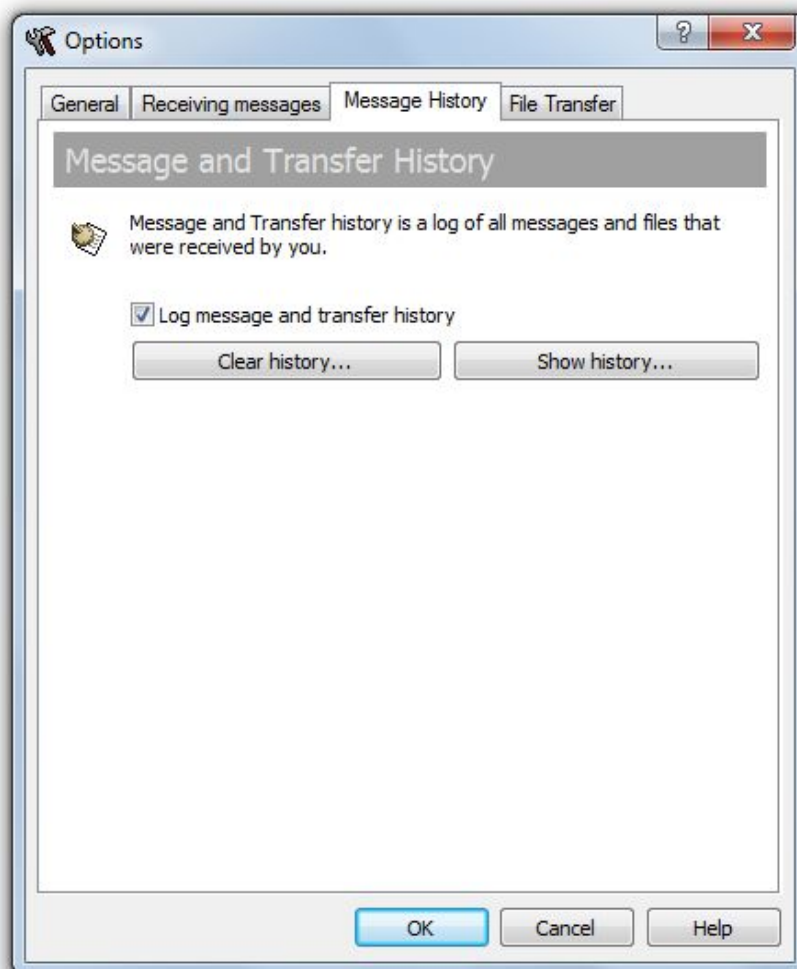 Options
General Receiving messages Message History File Transfer
Message and Transfer History
Message and Transfer history is a log of all messages and files that
were received by you.
Log message and transfer history
Clear history... Show history...
OK Cancel Help